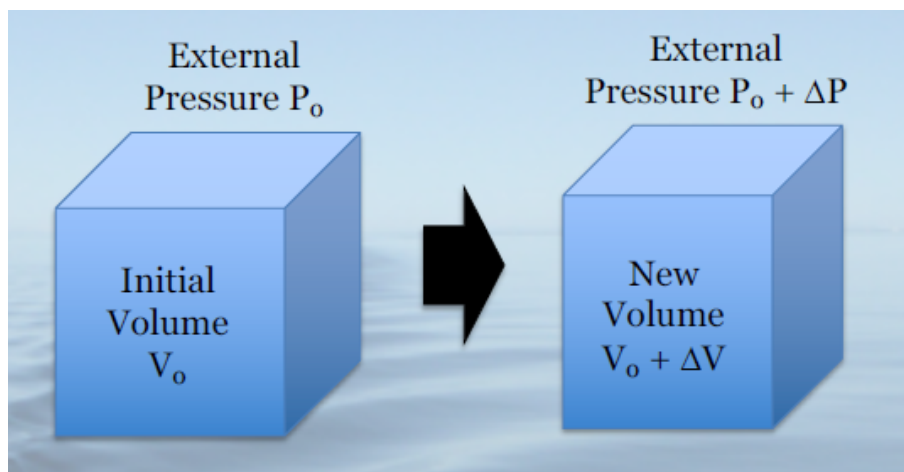 External
Pressure Pₒ
Initial
Volume
Vₒ
External
Pressure Pₒ + ΔP
New
Volume
Vₒ + ΔV